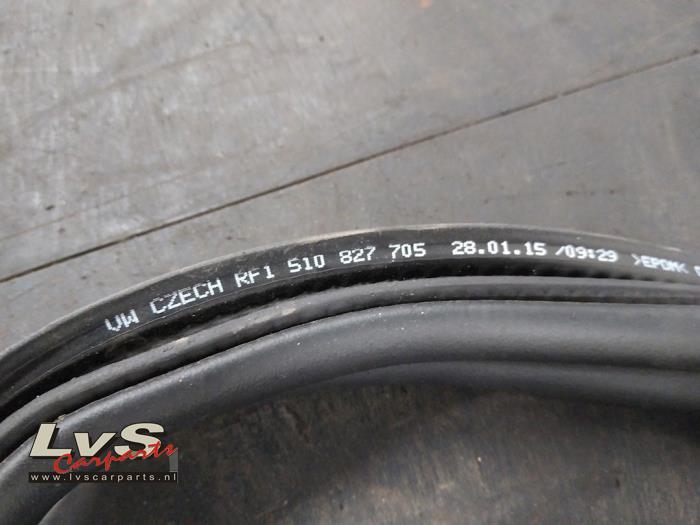 VW CZECH RF1 510 827 705 28.01.15 /09:29 >EPDM<
LvS
Carparts
www.lvscarparts.nl